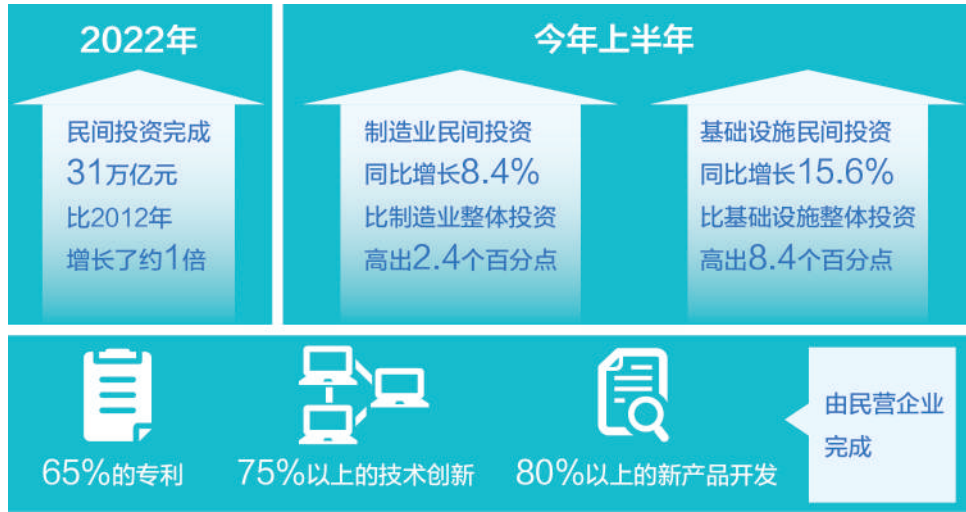 2022年
民间投资完成
31万亿元
比2012年
增长了约1倍
今年上半年
制造业民间投资
同比增长8.4%
比制造业整体投资
高出2.4个百分点
基础设施民间投资
同比增长15.6%
比基础设施整体投资
高出8.4个百分点
65%的专利
75%以上的技术创新
80%以上的新产品开发
由民营企业
完成